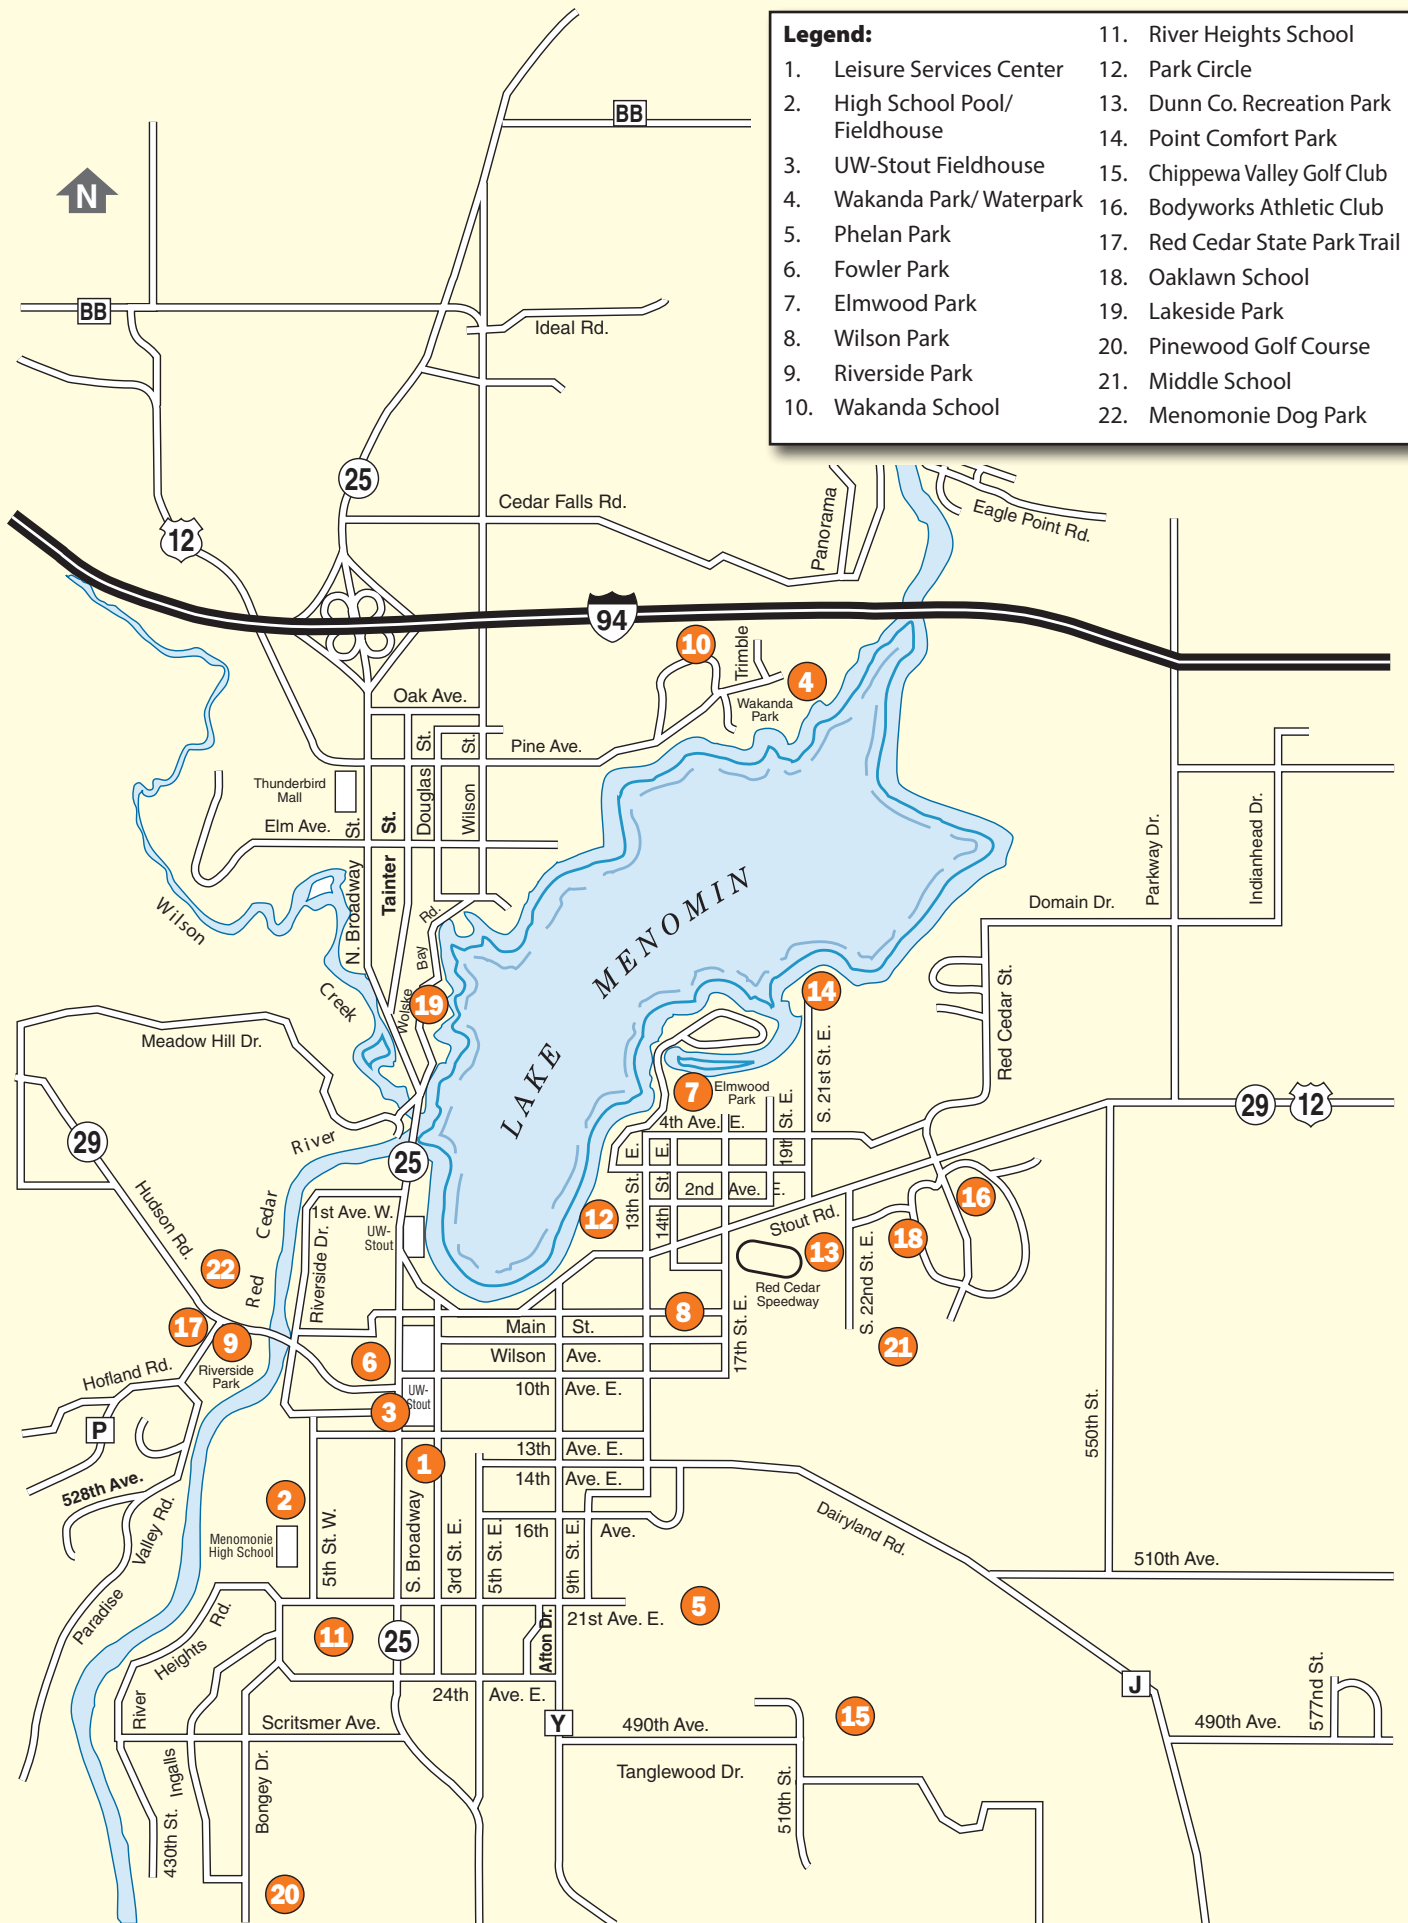 Legend:
1. Leisure Services Center
2. High School Pool/
Fieldhouse
3. UW-Stout Fieldhouse
4. Wakanda Park/ Waterpark
5. Phelan Park
6. Fowler Park
7. Elmwood Park
8. Wilson Park
9. Riverside Park
10. Wakanda School
11. River Heights School
12. Park Circle
13. Dunn Co. Recreation Park
14. Point Comfort Park
15. Chippewa Valley Golf Club
16. Bodyworks Athletic Club
17. Red Cedar State Park Trail
18. Oaklawn School
19. Lakeside Park
20. Pinewood Golf Course
21. Middle School
22. Menomonie Dog Park
BB
N
BB
Ideal Rd.
25
Cedar Falls Rd.
Panorama
Eagle Point Rd.
12
94
10
Trimble
4
Wakanda
Park
Oak Ave.
Pine Ave.
Douglas St.
Wilson St.
Thunderbird
Mall
Elm Ave.
N. Broadway St.
Tainter St.
Parkway Dr.
Indianhead Dr.
Wilson
Creek
Wolske Bay Rd.
LAKE MENOMIN
Domain Dr.
Red Cedar St.
19
14
Meadow Hill Dr.
S. 21st St. E.
7
Elmwood
Park
4th Ave. E.
19th St. E.
29
12
29
River
25
Hudson Rd.
Red Cedar
1st Ave. W.
UW-
Stout
Riverside Dr.
13th St. E.
14th St. E.
2nd Ave. E.
12
Stout Rd.
16
18
13
Red Cedar
Speedway
S. 22nd St. E.
22
17
9
Riverside
Park
Hofland Rd.
8
17th St. E.
21
Main St.
Wilson Ave.
6
10th Ave. E.
UW-
Stout
3
P
550th St.
13th Ave. E.
1
14th Ave. E.
528th Ave.
2
Menomonie
High School
5th St. W.
S. Broadway
3rd St. E.
5th St. E.
16th Ave.
9th St. E.
Dairyland Rd.
Valley Rd.
Paradise
510th Ave.
5
21st Ave. E.
Afton Dr.
River Heights Rd.
11
25
24th Ave. E.
J
577nd St.
Y
15
490th Ave.
490th Ave.
Scritsmer Ave.
Tanglewood Dr.
510th St.
Ingalls
Bongey Dr.
430th St.
20